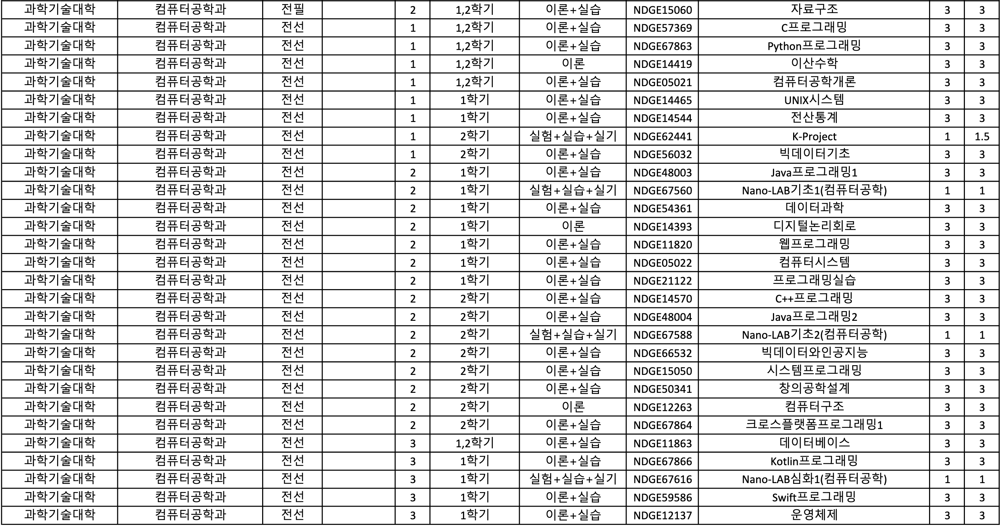 과학기술대학 컴퓨터공학과 전필 2 1,2학기 이론+실습 NDGE15060 자료구조 3 3
과학기술대학 컴퓨터공학과 전선 1 1,2학기 이론+실습 NDGE57369 C프로그래밍 3 3
과학기술대학 컴퓨터공학과 전선 1 1,2학기 이론+실습 NDGE67863 Python프로그래밍 3 3
과학기술대학 컴퓨터공학과 전선 1 1,2학기 이론 NDGE14419 이산수학 3 3
과학기술대학 컴퓨터공학과 전선 1 1,2학기 이론+실습 NDGE05021 컴퓨터공학개론 3 3
과학기술대학 컴퓨터공학과 전선 1 1학기 이론+실습 NDGE14465 UNIX시스템 3 3
과학기술대학 컴퓨터공학과 전선 1 1학기 이론+실습 NDGE14544 전산통계 3 3
과학기술대학 컴퓨터공학과 전선 1 2학기 실험+실습+실기 NDGE62441 K-Project 1 1.5
과학기술대학 컴퓨터공학과 전선 1 2학기 이론+실습 NDGE56032 빅데이터기초 3 3
과학기술대학 컴퓨터공학과 전선 2 1학기 이론+실습 NDGE48003 Java프로그래밍1 3 3
과학기술대학 컴퓨터공학과 전선 2 1학기 실험+실습+실기 NDGE67560 Nano-LAB기초1(컴퓨터공학) 1 1
과학기술대학 컴퓨터공학과 전선 2 1학기 이론+실습 NDGE54361 데이터과학 3 3
과학기술대학 컴퓨터공학과 전선 2 1학기 이론 NDGE14393 디지털논리회로 3 3
과학기술대학 컴퓨터공학과 전선 2 1학기 이론+실습 NDGE11820 웹프로그래밍 3 3
과학기술대학 컴퓨터공학과 전선 2 1학기 이론+실습 NDGE05022 컴퓨터시스템 3 3
과학기술대학 컴퓨터공학과 전선 2 1학기 이론+실습 NDGE21122 프로그래밍실습 3 3
과학기술대학 컴퓨터공학과 전선 2 2학기 이론+실습 NDGE14570 C++프로그래밍 3 3
과학기술대학 컴퓨터공학과 전선 2 2학기 이론+실습 NDGE48004 Java프로그래밍2 3 3
과학기술대학 컴퓨터공학과 전선 2 2학기 실험+실습+실기 NDGE67588 Nano-LAB기초2(컴퓨터공학) 1 1
과학기술대학 컴퓨터공학과 전선 2 2학기 이론+실습 NDGE66532 빅데이터와인공지능 3 3
과학기술대학 컴퓨터공학과 전선 2 2학기 이론+실습 NDGE15050 시스템프로그래밍 3 3
과학기술대학 컴퓨터공학과 전선 2 2학기 이론+실습 NDGE50341 창의공학설계 3 3
과학기술대학 컴퓨터공학과 전선 2 2학기 이론 NDGE12263 컴퓨터구조 3 3
과학기술대학 컴퓨터공학과 전선 2 2학기 이론+실습 NDGE67864 크로스플랫폼프로그래밍1 3 3
과학기술대학 컴퓨터공학과 전선 3 1,2학기 이론+실습 NDGE11863 데이터베이스 3 3
과학기술대학 컴퓨터공학과 전선 3 1학기 이론+실습 NDGE67866 Kotlin프로그래밍 3 3
과학기술대학 컴퓨터공학과 전선 3 1학기 실험+실습+실기 NDGE67616 Nano-LAB심화1(컴퓨터공학) 1 1
과학기술대학 컴퓨터공학과 전선 3 1학기 이론+실습 NDGE59586 Swift프로그래밍 3 3
과학기술대학 컴퓨터공학과 전선 3 1학기 이론+실습 NDGE12137 운영체제 3 3